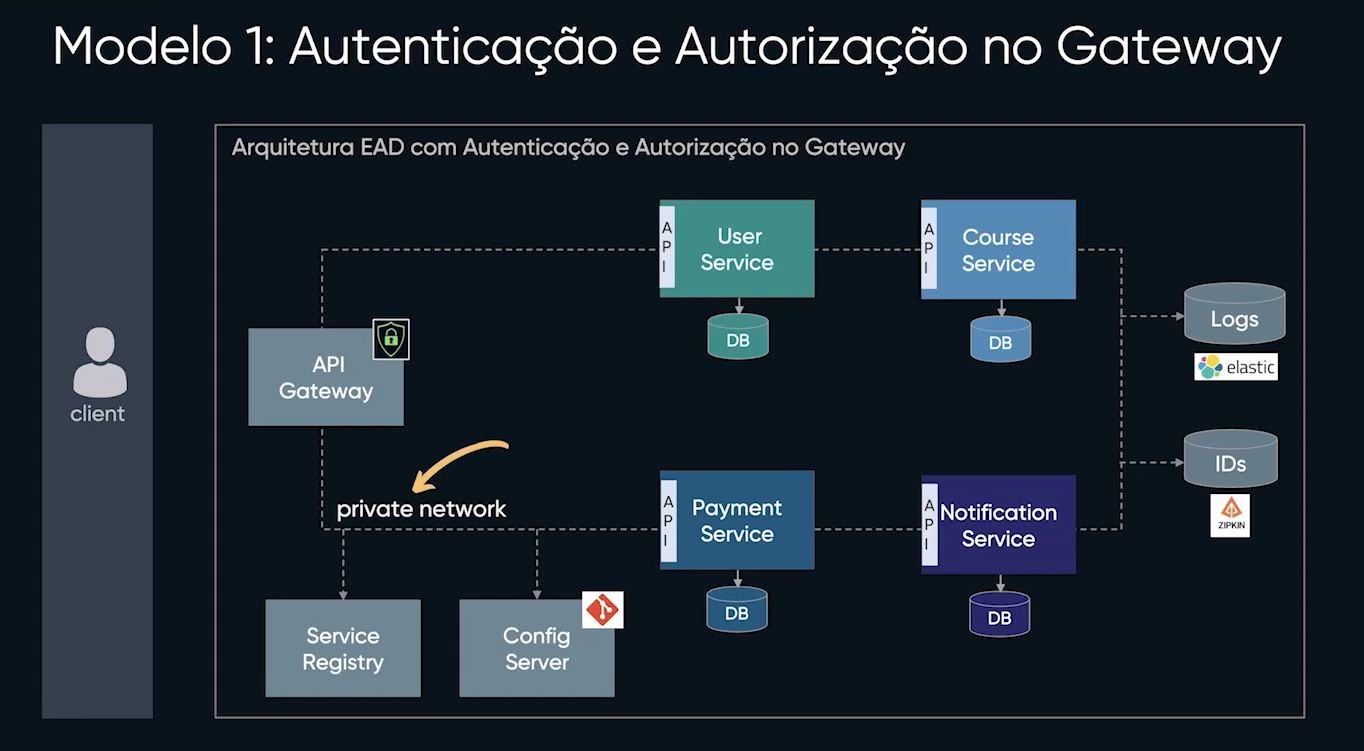 Modelo 1: Autenticação e Autorização no Gateway
Arquitetura EAD com Autenticação e Autorização no Gateway
client
API
Gateway
private network
Service
Registry
Config
Server
API
User
Service
DB
API
Course
Service
DB
API
Payment
Service
DB
API
Notification
Service
DB
Logs
elastic
IDs
ZIPKIN